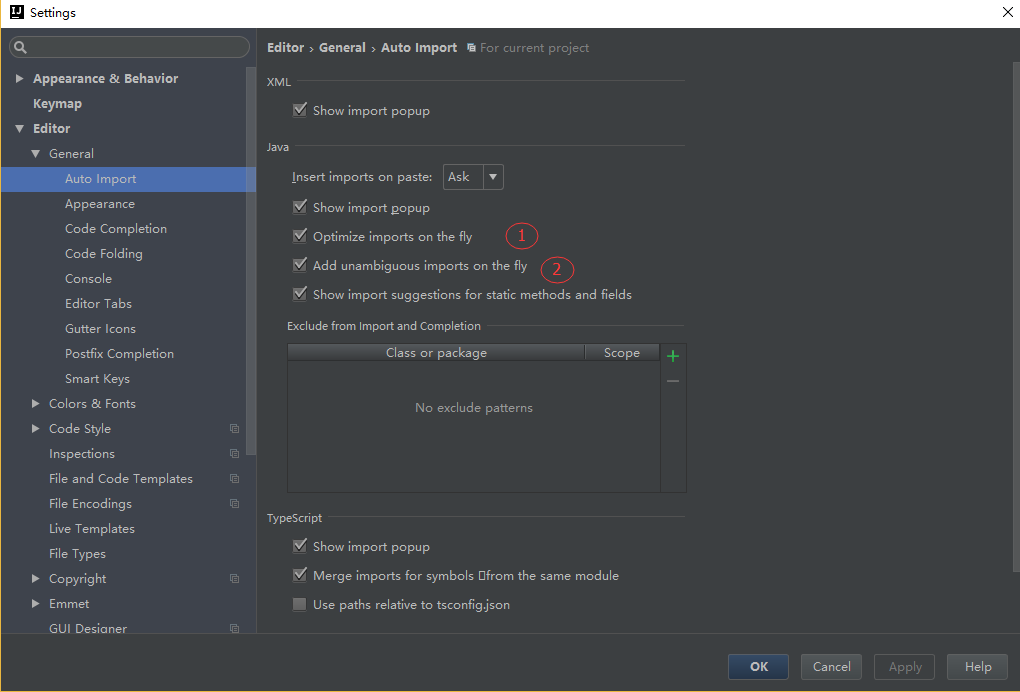 Settings
Appearance & Behavior
Keymap
Editor
General
Auto Import
Appearance
Code Completion
Code Folding
Console
Editor Tabs
Gutter Icons
Postfix Completion
Smart Keys
Colors & Fonts
Code Style
Inspections
File and Code Templates
File Encodings
Live Templates
File Types
Copyright
Emmet
GUI Designer
Editor › General › Auto Import For current project
XML
Show import popup
Java
Insert imports on paste: Ask
Show import popup
Optimize imports on the fly 1
Add unambiguous imports on the fly 2
Show import suggestions for static methods and fields
Exclude from Import and Completion
Class or package Scope
No exclude patterns
TypeScript
Show import popup
Merge imports for symbols from the same module
Use paths relative to tsconfig.json
OK Cancel Apply Help